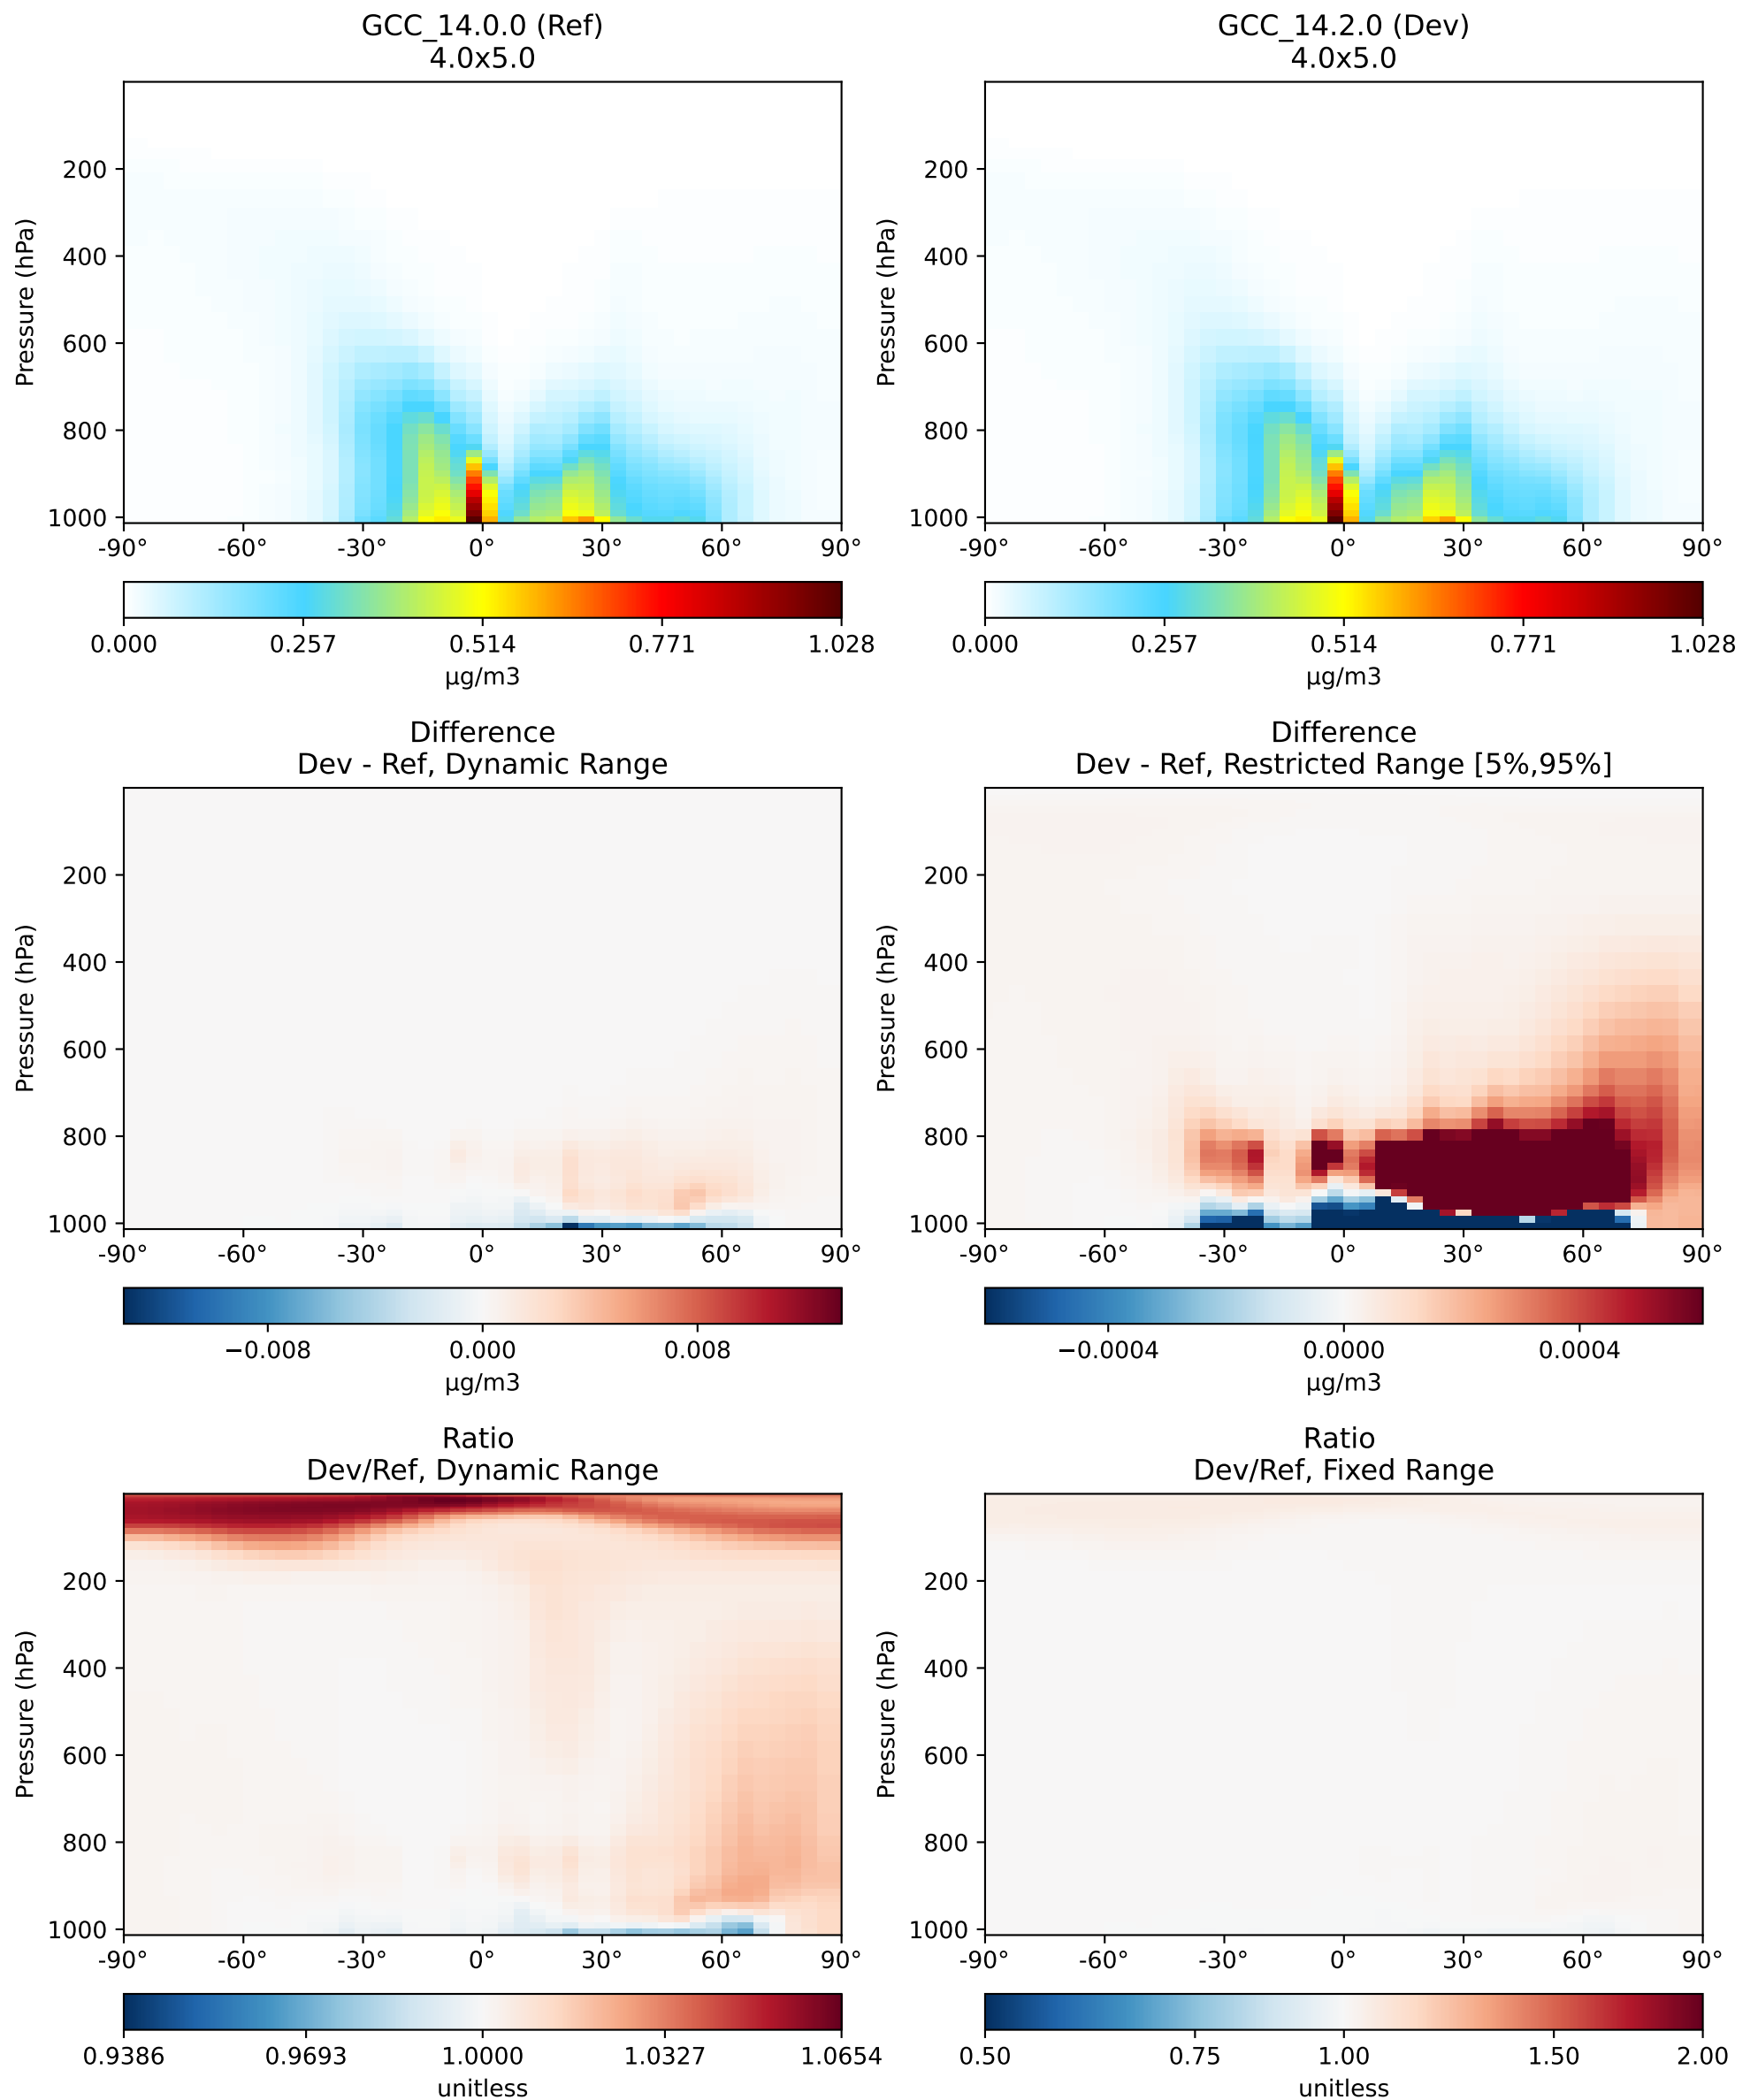 GCC_14.0.0 (Ref)
4.0x5.0
GCC_14.2.0 (Dev)
4.0x5.0
Pressure (hPa)
200
400
600
800
1000
-90° -60° -30° 0° 30° 60° 90°
0.000 0.257 0.514 0.771 1.028
µg/m3
Pressure (hPa)
200
400
600
800
1000
-90° -60° -30° 0° 30° 60° 90°
0.000 0.257 0.514 0.771 1.028
µg/m3
Difference
Dev - Ref, Dynamic Range
Difference
Dev - Ref, Restricted Range [5%,95%]
Pressure (hPa)
200
400
600
800
1000
-90° -60° -30° 0° 30° 60° 90°
−0.008 0.000 0.008
µg/m3
Pressure (hPa)
200
400
600
800
1000
-90° -60° -30° 0° 30° 60° 90°
−0.0004 0.0000 0.0004
µg/m3
Ratio
Dev/Ref, Dynamic Range
Ratio
Dev/Ref, Fixed Range
Pressure (hPa)
200
400
600
800
1000
-90° -60° -30° 0° 30° 60° 90°
0.9386 0.9693 1.0000 1.0327 1.0654
unitless
Pressure (hPa)
200
400
600
800
1000
-90° -60° -30° 0° 30° 60° 90°
0.50 0.75 1.00 1.50 2.00
unitless